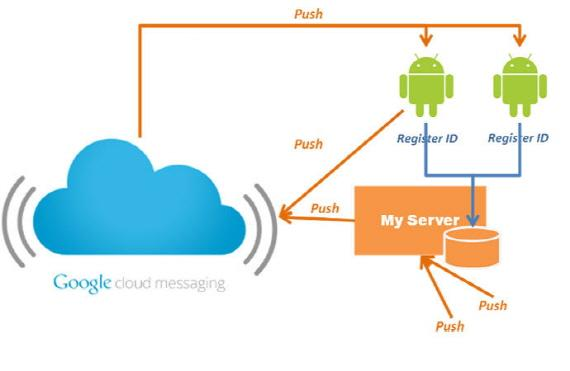 Push
Register ID
Register ID
Push
Push
My Server
Google cloud messaging
Push
Push